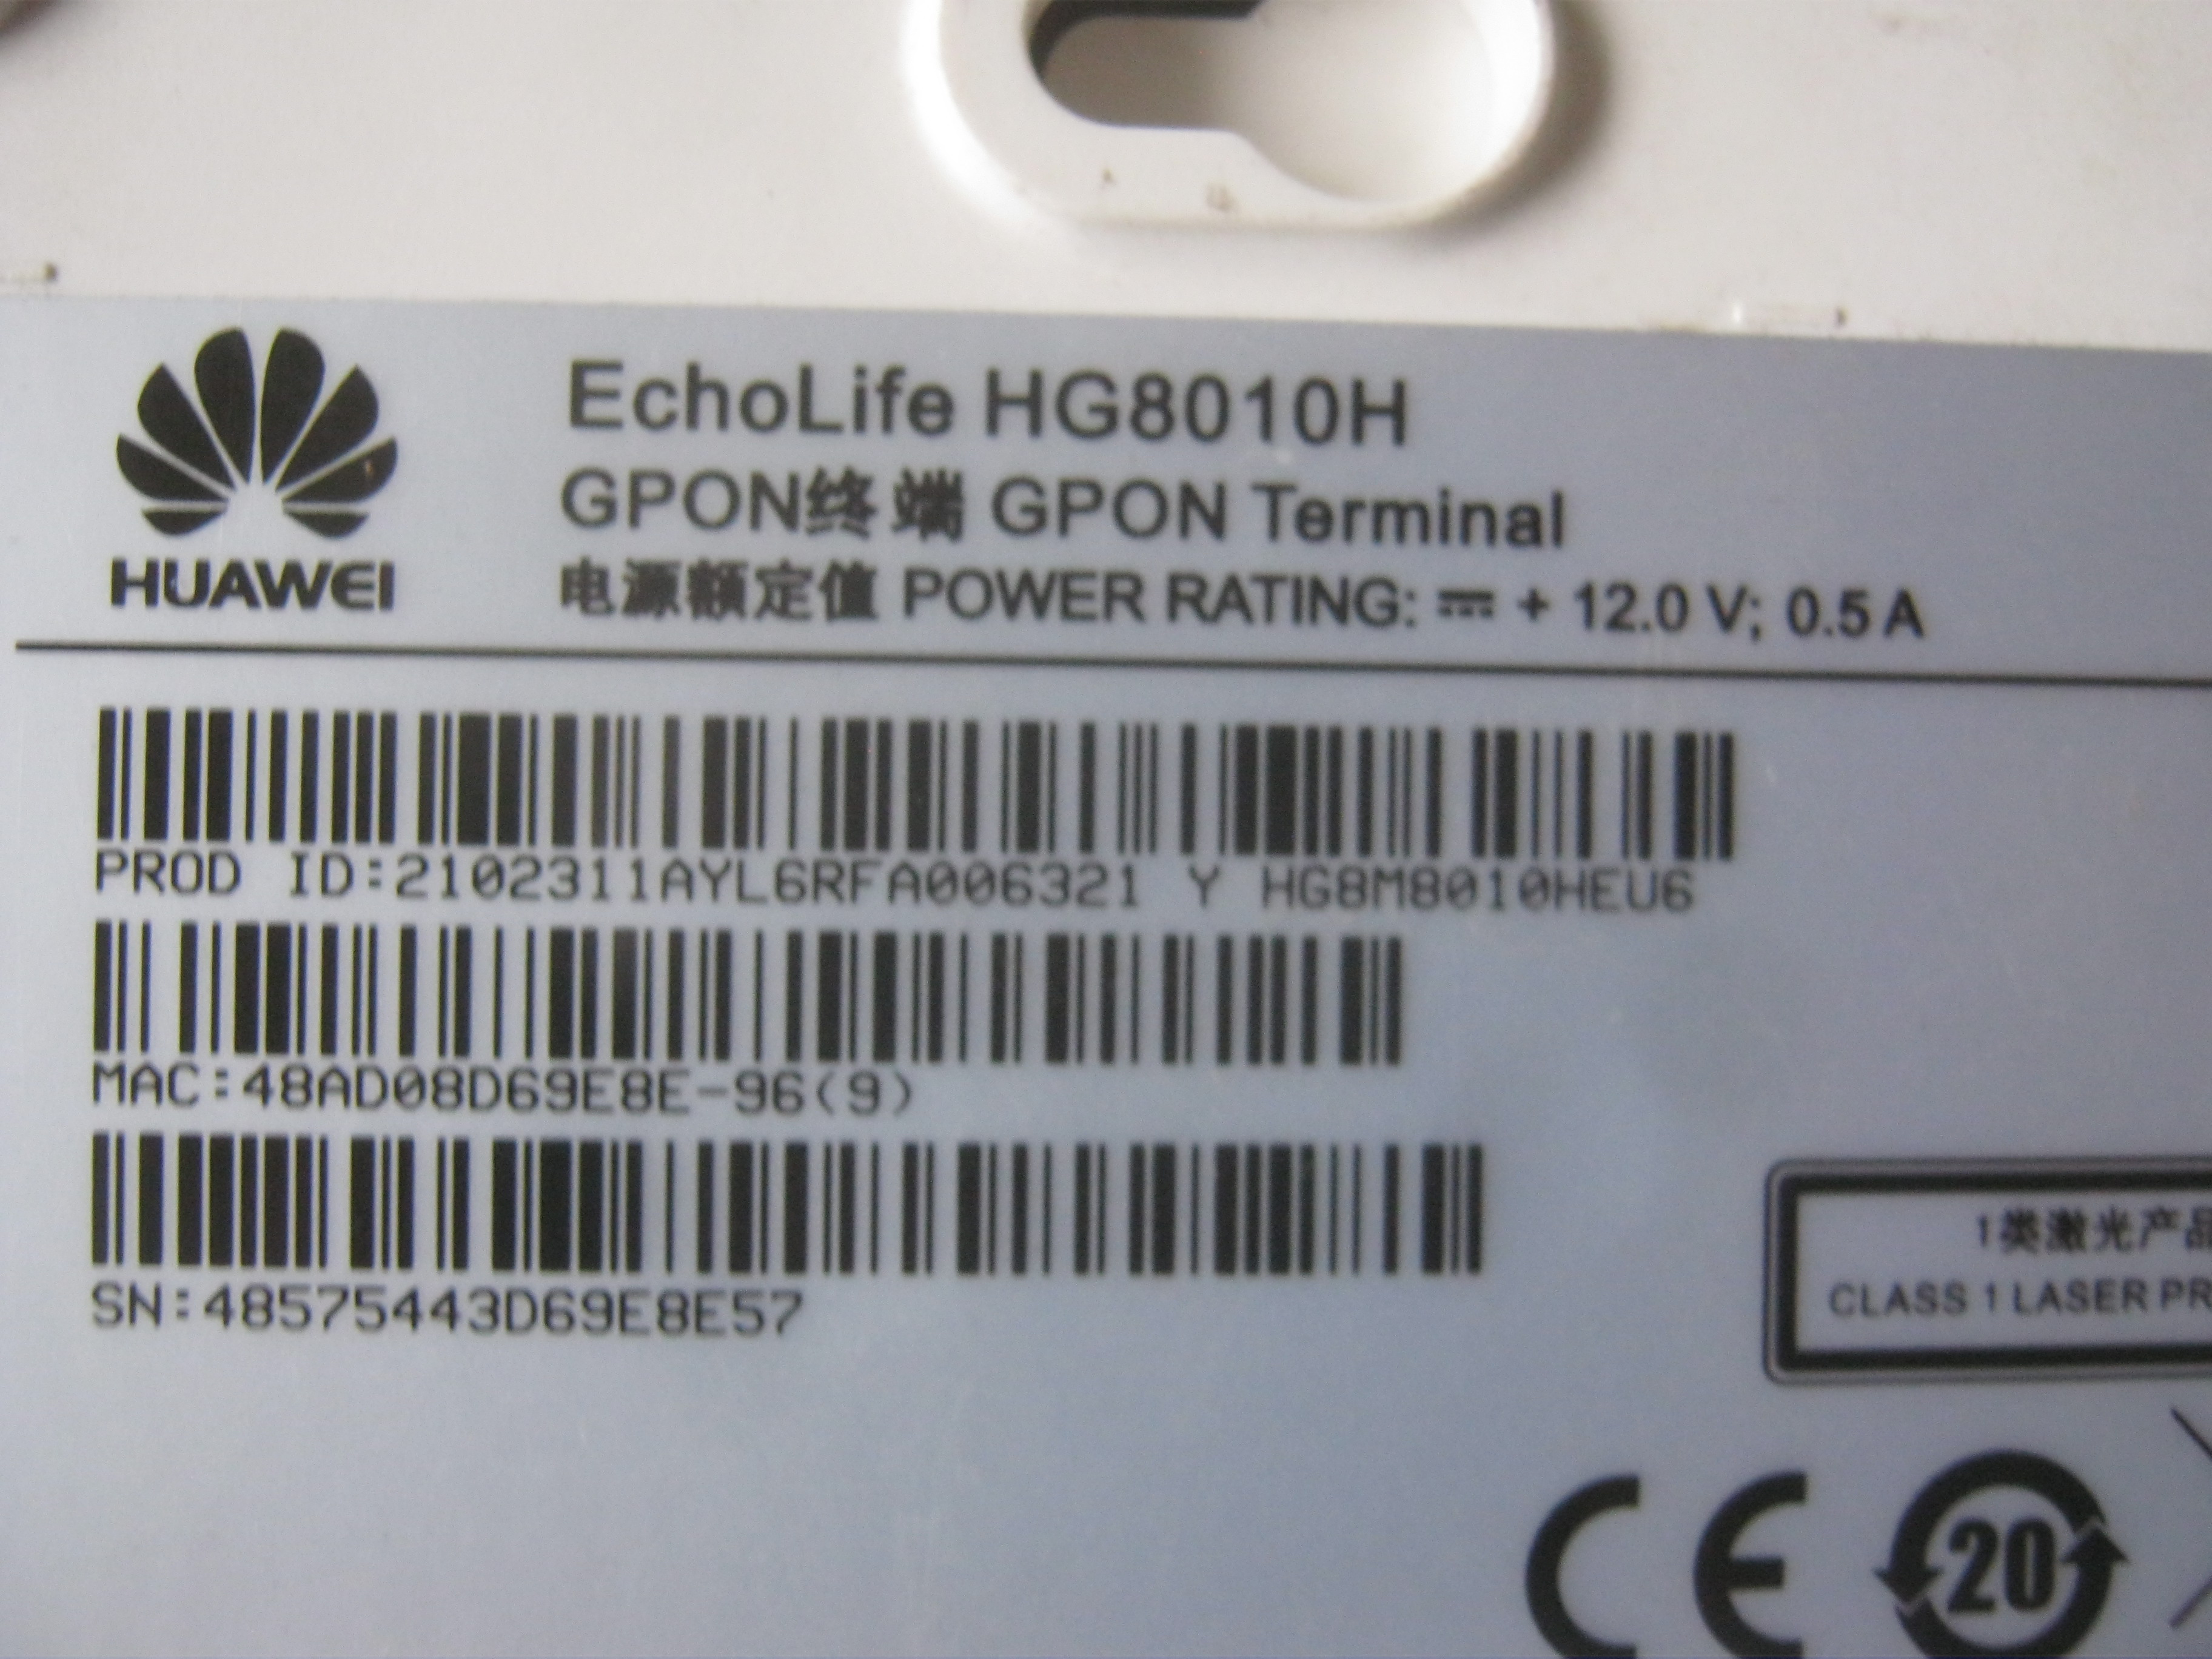 HUAWEI
EchoLife HG8010H
GPON终端 GPON Terminal
电源额定值 POWER RATING: ⎓ + 12.0 V; 0.5 A
PROD ID:2102311AYL6RFA006321 Y HG8M8010HEU6
MAC:48AD08D69E8E-96(9)
SN:48575443D69E8E57
1类激光产品
CLASS 1 LASER PR
CE
20